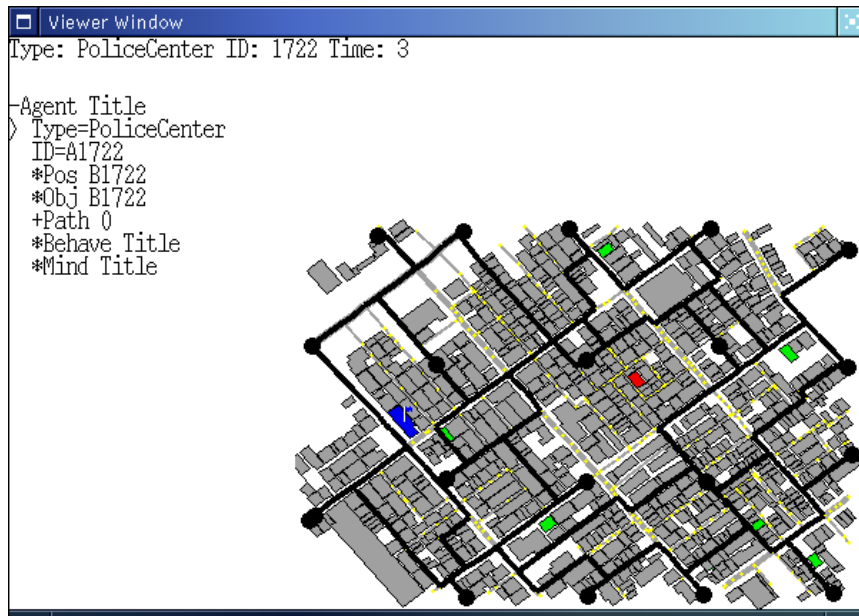 Viewer Window
Type: PoliceCenter ID: 1722 Time: 3
-Agent Title
> Type=PoliceCenter
ID=A1722
*Pos B1722
*Obj B1722
+Path 0
*Behave Title
*Mind Title